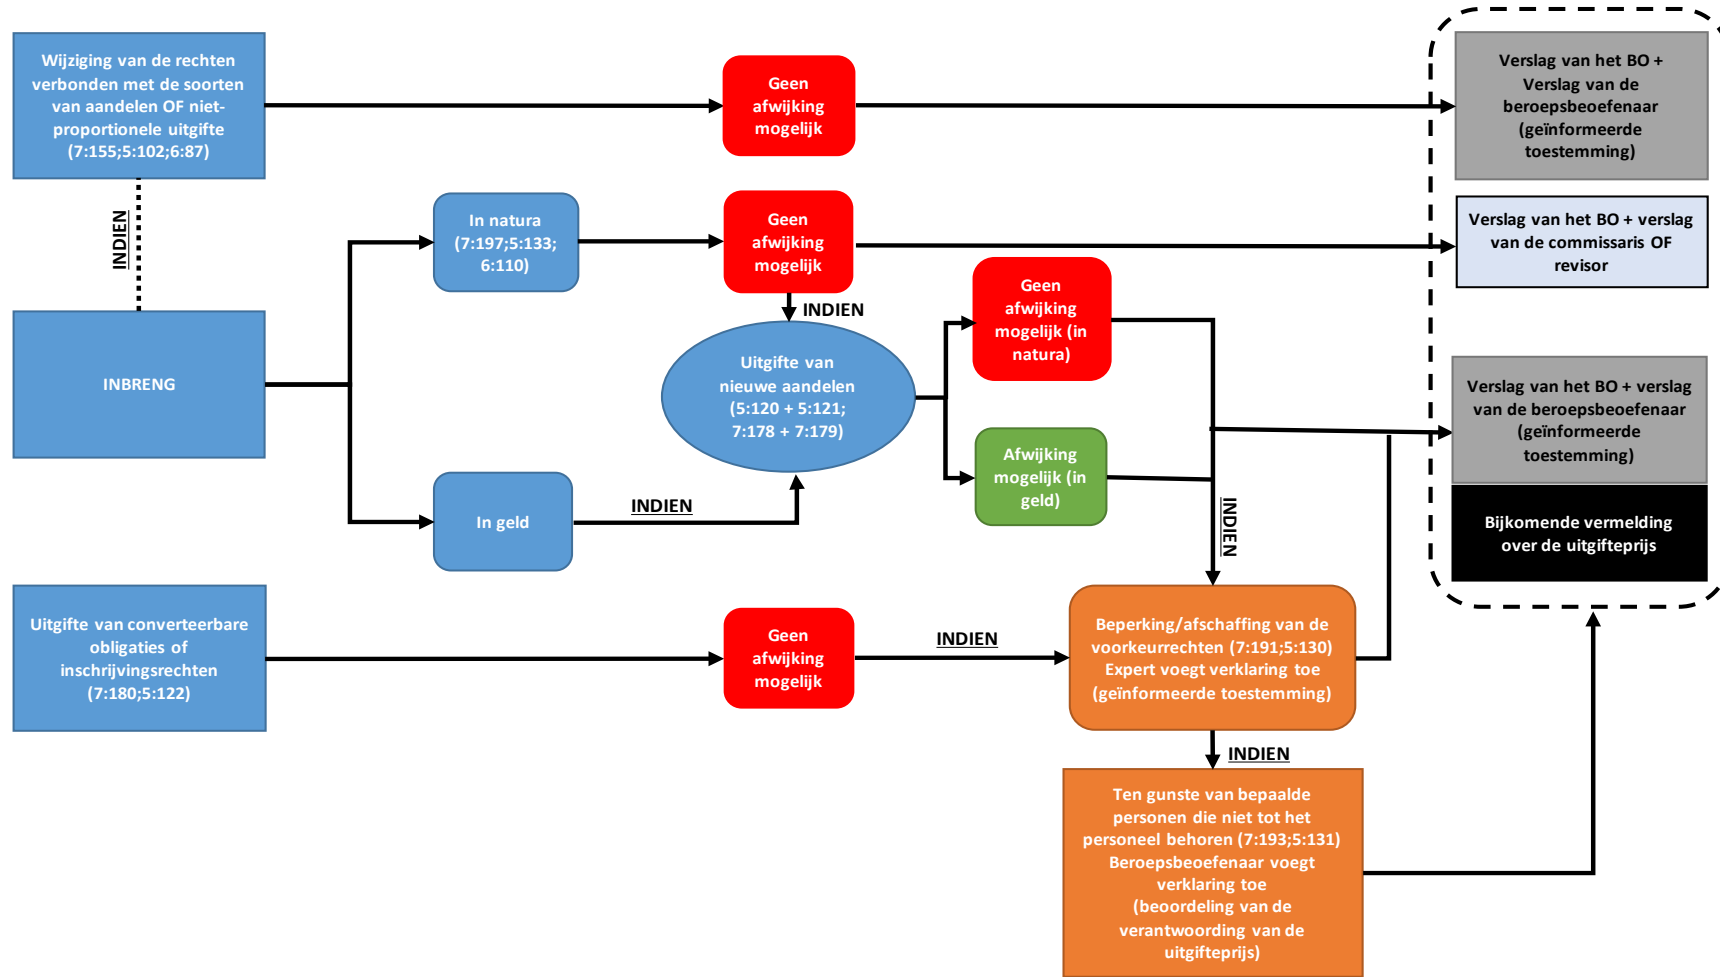 Wijziging van de rechten
verbonden met de soorten
van aandelen OF niet-
proportionele uitgifte
(7:155;5:102;6:87)
Geen
afwijking
mogelijk
Verslag van het BO +
Verslag van de
beroepsbeoefenaar
(geïnformeerde
toestemming)
INDIEN
In natura
(7:197;5:133;
6:110)
Geen
afwijking
mogelijk
Verslag van het BO + verslag
van de commissaris OF
revisor
INDIEN
Geen
afwijking
mogelijk (in
natura)
INBRENG
Uitgifte van
nieuwe aandelen
(5:120 + 5:121;
7:178 + 7:179)
Verslag van het BO + verslag
van de beroepsbeoefenaar
(geïnformeerde
toestemming)
Afwijking
mogelijk (in
geld)
In geld
INDIEN
INDIEN
Bijkomende vermelding
over de uitgifteprijs
Uitgifte van converteerbare
obligaties of
inschrijvingsrechten
(7:180;5:122)
Geen
afwijking
mogelijk
INDIEN
Beperking/afschaffing van de
voorkeurrechten (7:191;5:130)
Expert voegt verklaring toe
(geïnformeerde toestemming)
INDIEN
Ten gunste van bepaalde
personen die niet tot het
personeel behoren (7:193;5:131)
Beroepsbeoefenaar voegt
verklaring toe
(beoordeling van de
verantwoording van de
uitgifteprijs)